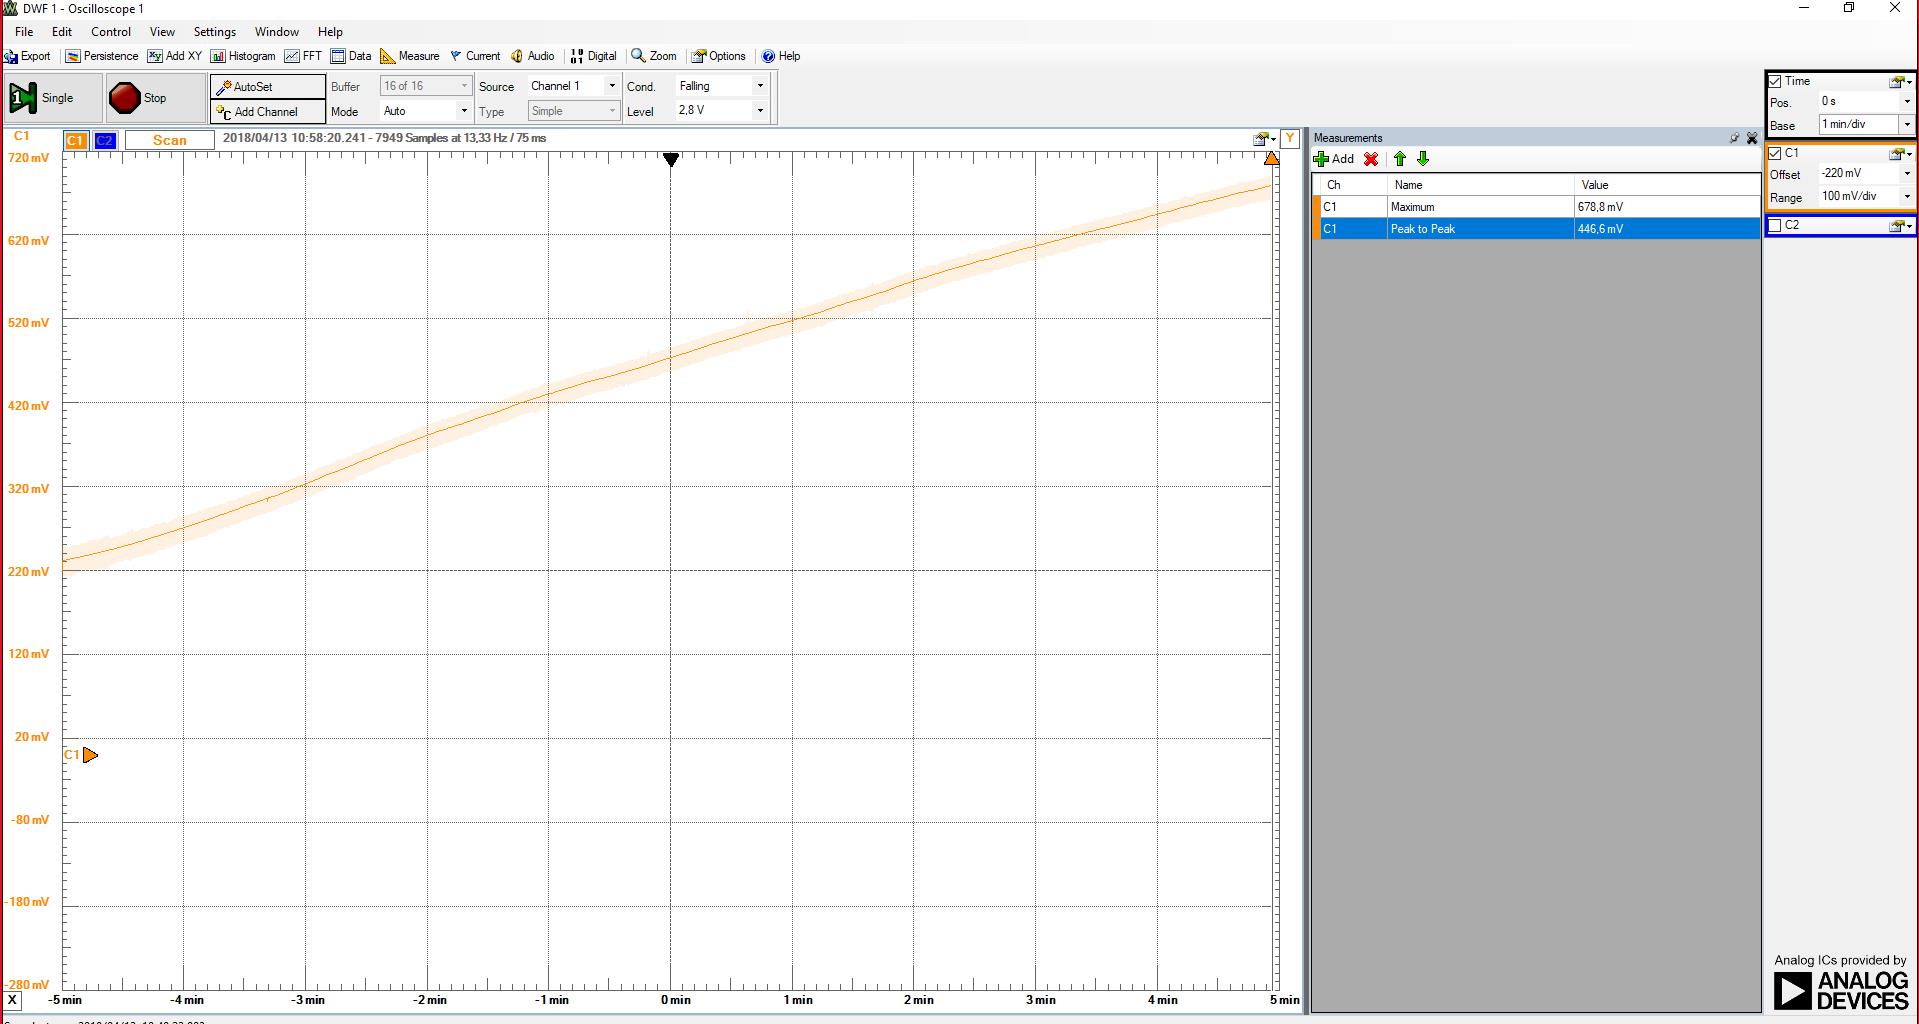 DWF 1 - Oscilloscope 1
File Edit Control View Settings Window Help
Export Persistence Add XY Histogram FFT Data Measure Current Audio Digital Zoom Options Help
Single Stop AutoSet Buffer 16 of 16 Source Channel 1 Cond. Falling
Add Channel Mode Auto Type Simple Level 2,8 V
C1 C1 C2 Scan 2018/04/13 10:58:20.241 - 7949 Samples at 13,33 Hz / 75 ms Y
720 mV
620 mV
520 mV
420 mV
320 mV
220 mV
120 mV
20 mV
C1
-80 mV
-180 mV
-280 mV
X -5 min -4 min -3 min -2 min -1 min 0 min 1 min 2 min 3 min 4 min 5 min
Measurements
Add
Ch Name Value
C1 Maximum 678,8 mV
C1 Peak to Peak 446,6 mV
Time
Pos. 0 s
Base 1 min/div
C1
Offset -220 mV
Range 100 mV/div
C2
Analog ICs provided by
ANALOG
DEVICES